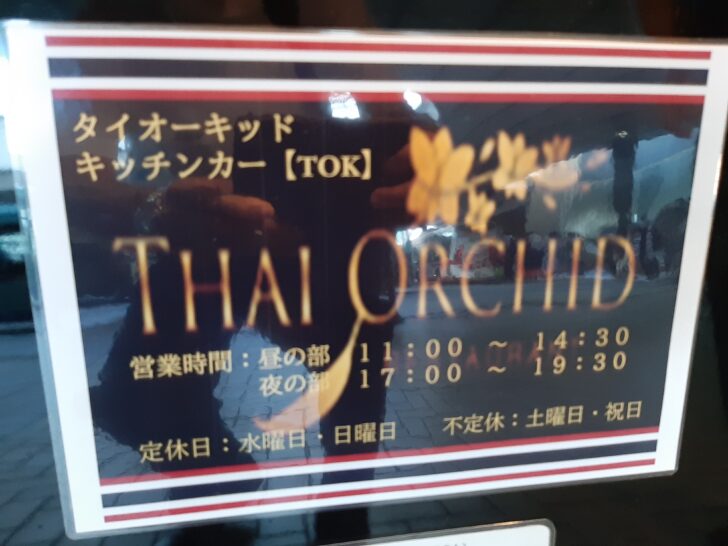 タイオーキッド
キッチンカー【TOK】
THAI ORCHID
営業時間：昼の部　１１：００　～　１４：３０
夜の部　１７：００　～　１９：３０
定休日：水曜日・日曜日　不定休：土曜日・祝日